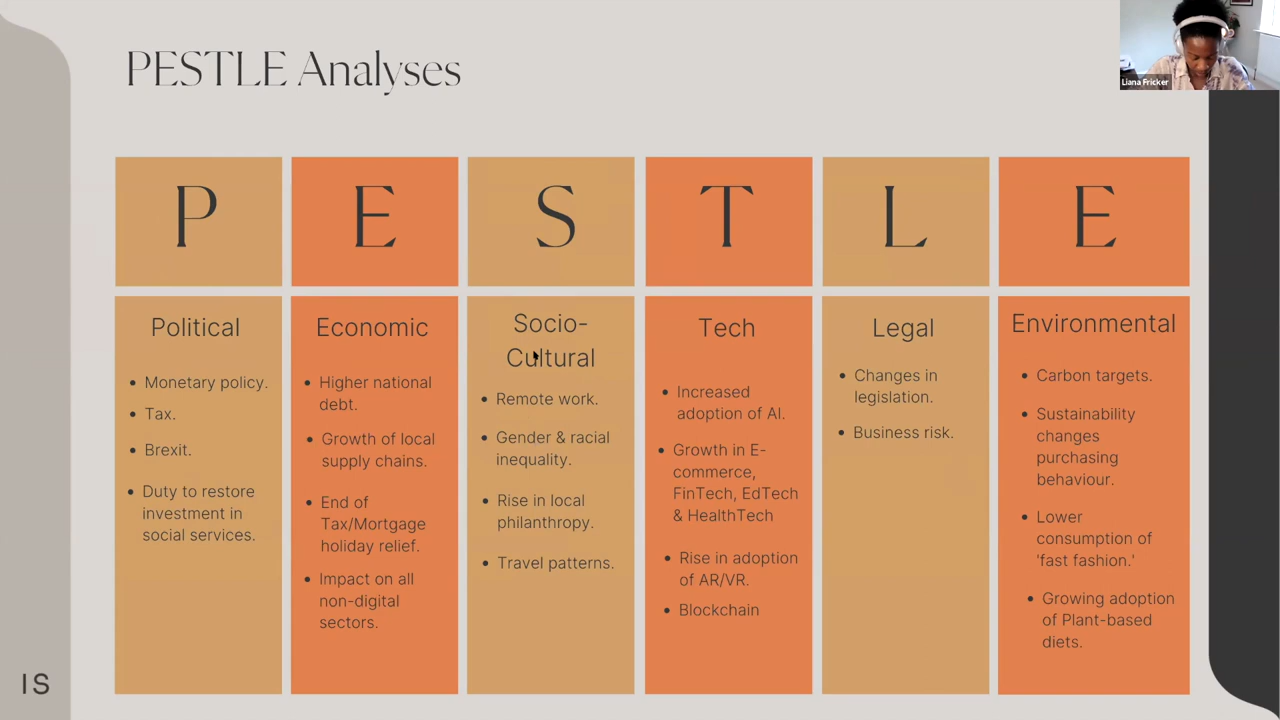 PESTLE Analyses
Liana Fricker
P
E
S
T
L
E
Political
• Monetary policy.
• Tax.
• Brexit.
• Duty to restore
investment in
social services.
Economic
• Higher national
debt.
• Growth of local
supply chains.
• End of
Tax/Mortgage
holiday relief.
• Impact on all
non-digital
sectors.
Socio-
Cultural
• Remote work.
• Gender & racial
inequality.
• Rise in local
philanthropy.
• Travel patterns.
Tech
• Increased
adoption of AI.
• Growth in E-
commerce,
FinTech, EdTech
& HealthTech
• Rise in adoption
of AR/VR.
• Blockchain
Legal
• Changes in
legislation.
• Business risk.
Environmental
• Carbon targets.
• Sustainability
changes
purchasing
behaviour.
• Lower
consumption of
'fast fashion.'
• Growing adoption
of Plant-based
diets.
IS